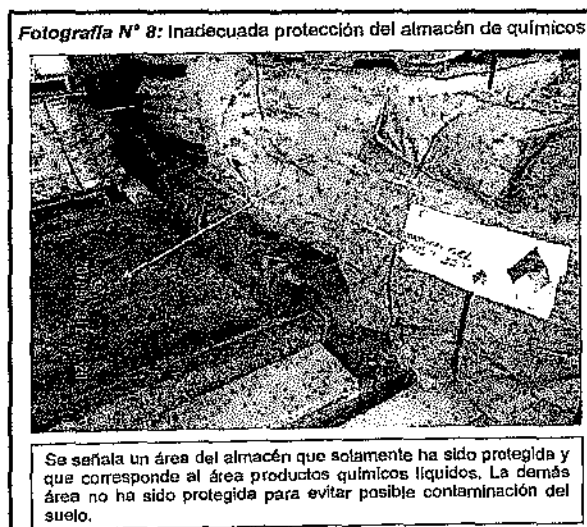 Fotografía N° 8: Inadecuada protección del almacén de químicos
Se señala un área del almacén que solamente ha sido protegida y
que corresponde al área productos químicos líquidos. La demás
área no ha sido protegida para evitar posible contaminación del
suelo.